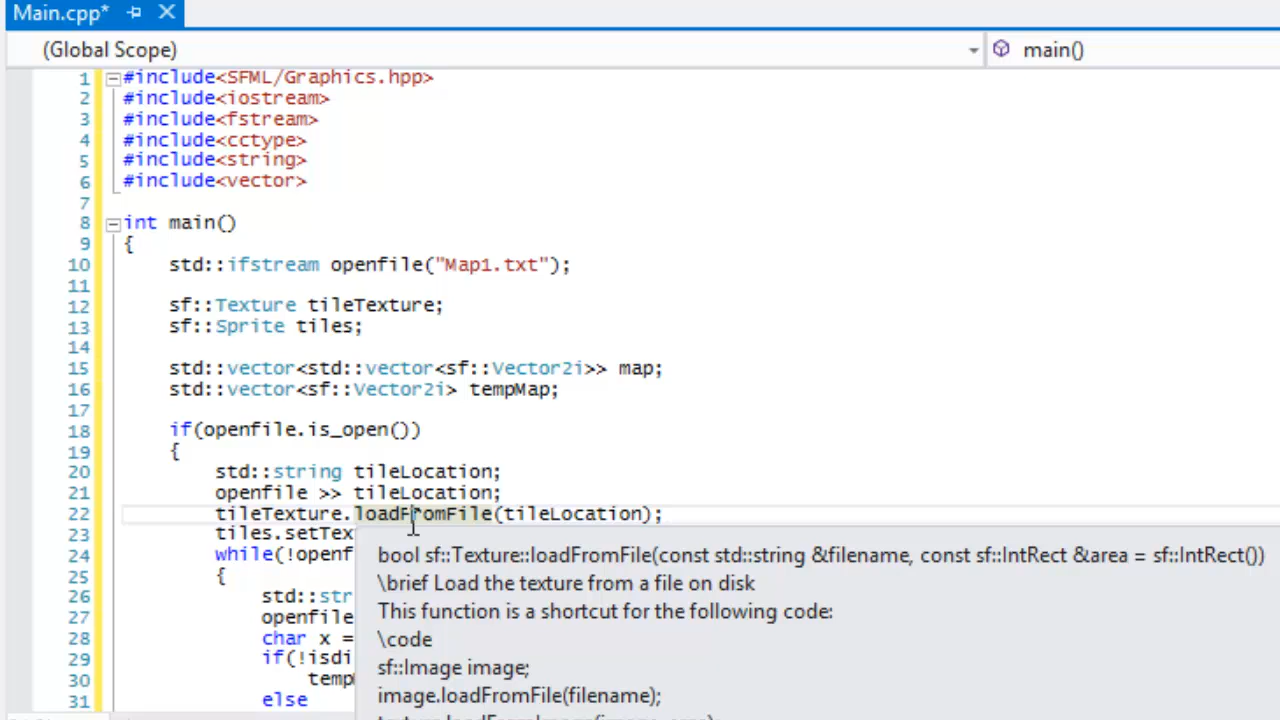 Main.cpp*
(Global Scope)
main()
1 #include<SFML/Graphics.hpp>
2 #include<iostream>
3 #include<fstream>
4 #include<cctype>
5 #include<string>
6 #include<vector>
7
8 int main()
9 {
10 std::ifstream openfile("Map1.txt");
11
12 sf::Texture tileTexture;
13 sf::Sprite tiles;
14
15 std::vector<std::vector<sf::Vector2i>> map;
16 std::vector<sf::Vector2i> tempMap;
17
18 if(openfile.is_open())
19 {
20 std::string tileLocation;
21 openfile >> tileLocation;
22 tileTexture.loadFromFile(tileLocation);
23 tiles.setTex
24 while(!openf
25 {
26 std::str
27 openfile
28 char x =
29 if(!isdi
30 temp
31 else
bool sf::Texture::loadFromFile(const std::string &filename, const sf::IntRect &area = sf::IntRect())
\brief Load the texture from a file on disk
This function is a shortcut for the following code:
\code
sf::Image image;
image.loadFromFile(filename);